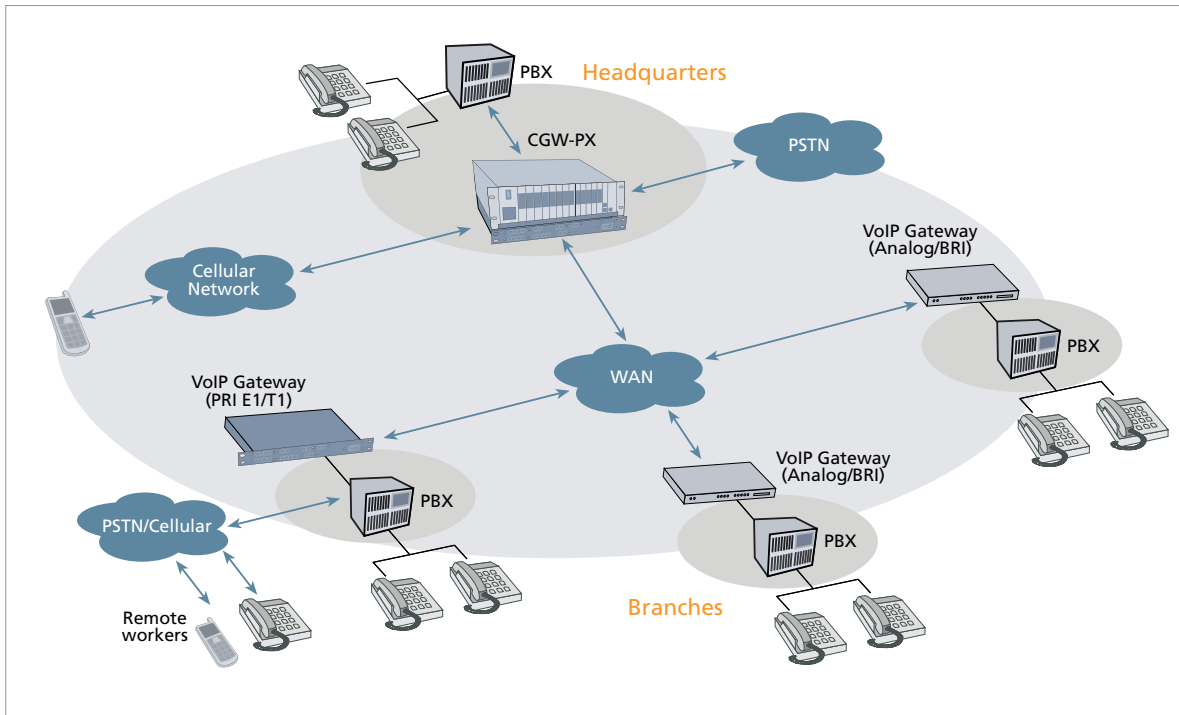 PBX
Headquarters
CGW-PX
PSTN
VoIP Gateway
(Analog/BRI)
Cellular
Network
PBX
WAN
VoIP Gateway
(PRI E1/T1)
VoIP Gateway
(Analog/BRI)
PBX
PSTN/Cellular
PBX
Branches
Remote
workers